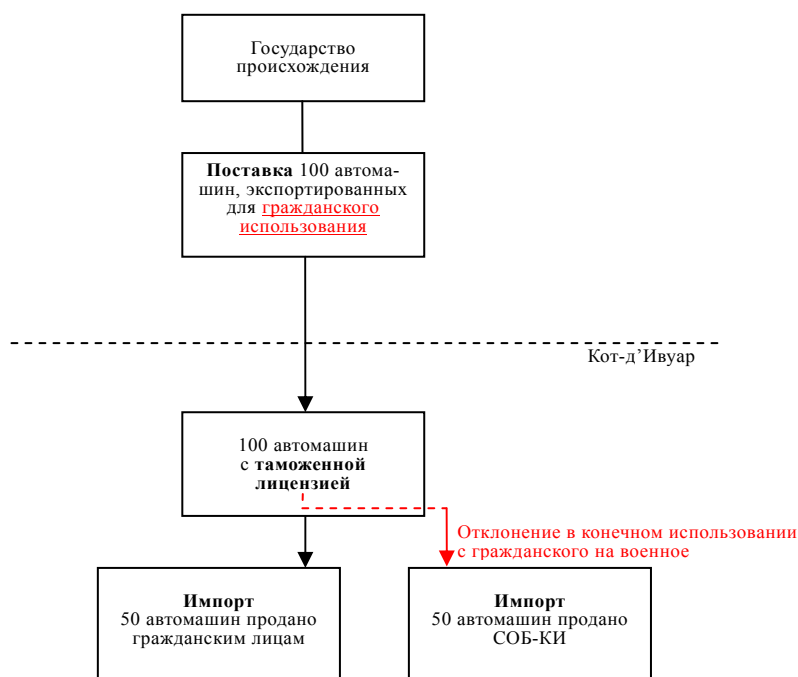 Государство
происхождения
Поставка 100 автома-
шин, экспортированных
для гражданского
использования
Кот-д’Ивуар
100 автомашин
с таможенной
лицензией
Отклонение в конечном использовании
с гражданского на военное
Импорт
50 автомашин продано
гражданским лицам
Импорт
50 автомашин продано
СОБ-КИ